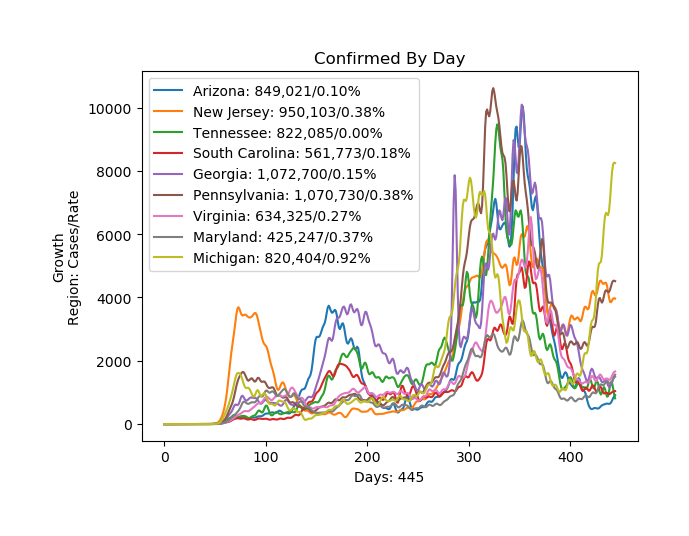 Confirmed By Day
Growth
Region: Cases/Rate
10000
8000
6000
4000
2000
0
Arizona: 849,021/0.10%
New Jersey: 950,103/0.38%
Tennessee: 822,085/0.00%
South Carolina: 561,773/0.18%
Georgia: 1,072,700/0.15%
Pennsylvania: 1,070,730/0.38%
Virginia: 634,325/0.27%
Maryland: 425,247/0.37%
Michigan: 820,404/0.92%
0 100 200 300 400
Days: 445